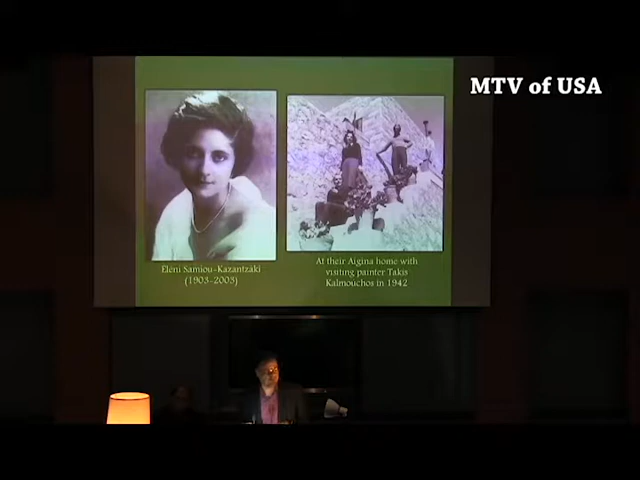 MTV of USA
Eleni Samiou-Kazantzaki
(1903-2003)
At their Aigina home with
visiting painter Takis
Kalmouchos in 1942